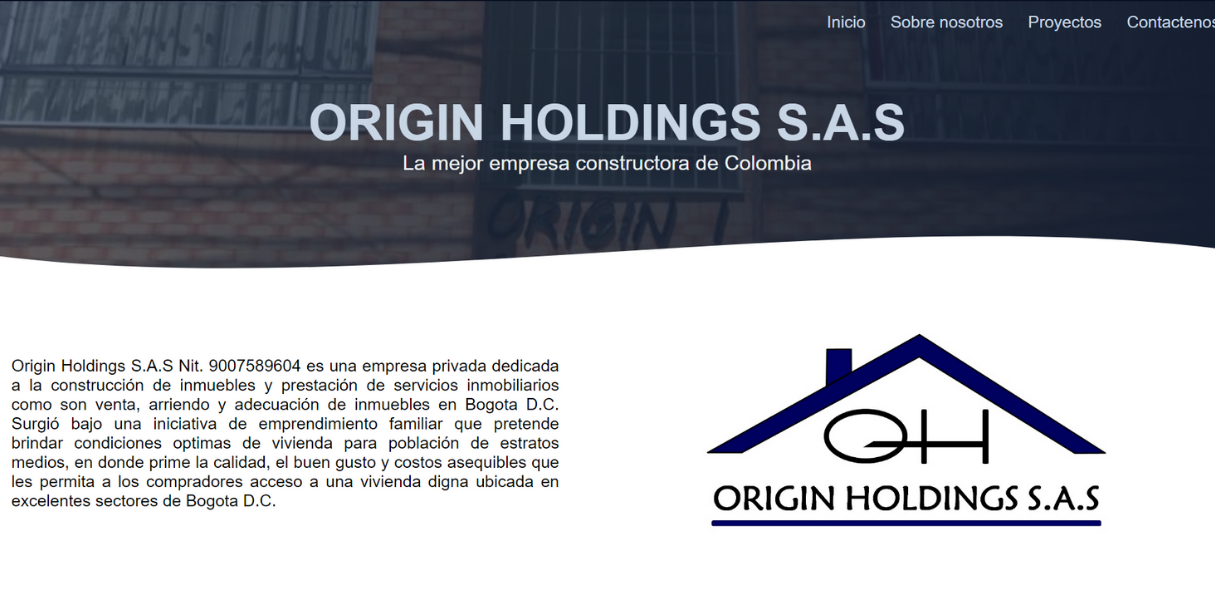 Inicio Sobre nosotros Proyectos Contactenos
ORIGIN HOLDINGS S.A.S
La mejor empresa constructora de Colombia
ORIGIN I
Origin Holdings S.A.S Nit. 9007589604 es una empresa privada dedicada
a la construcción de inmuebles y prestación de servicios inmobiliarios
como son venta, arriendo y adecuación de inmuebles en Bogota D.C.
Surgió bajo una iniciativa de emprendimiento familiar que pretende
brindar condiciones optimas de vivienda para población de estratos
medios, en donde prime la calidad, el buen gusto y costos asequibles que
les permita a los compradores acceso a una vivienda digna ubicada en
excelentes sectores de Bogota D.C.
OH
ORIGIN HOLDINGS S.A.S